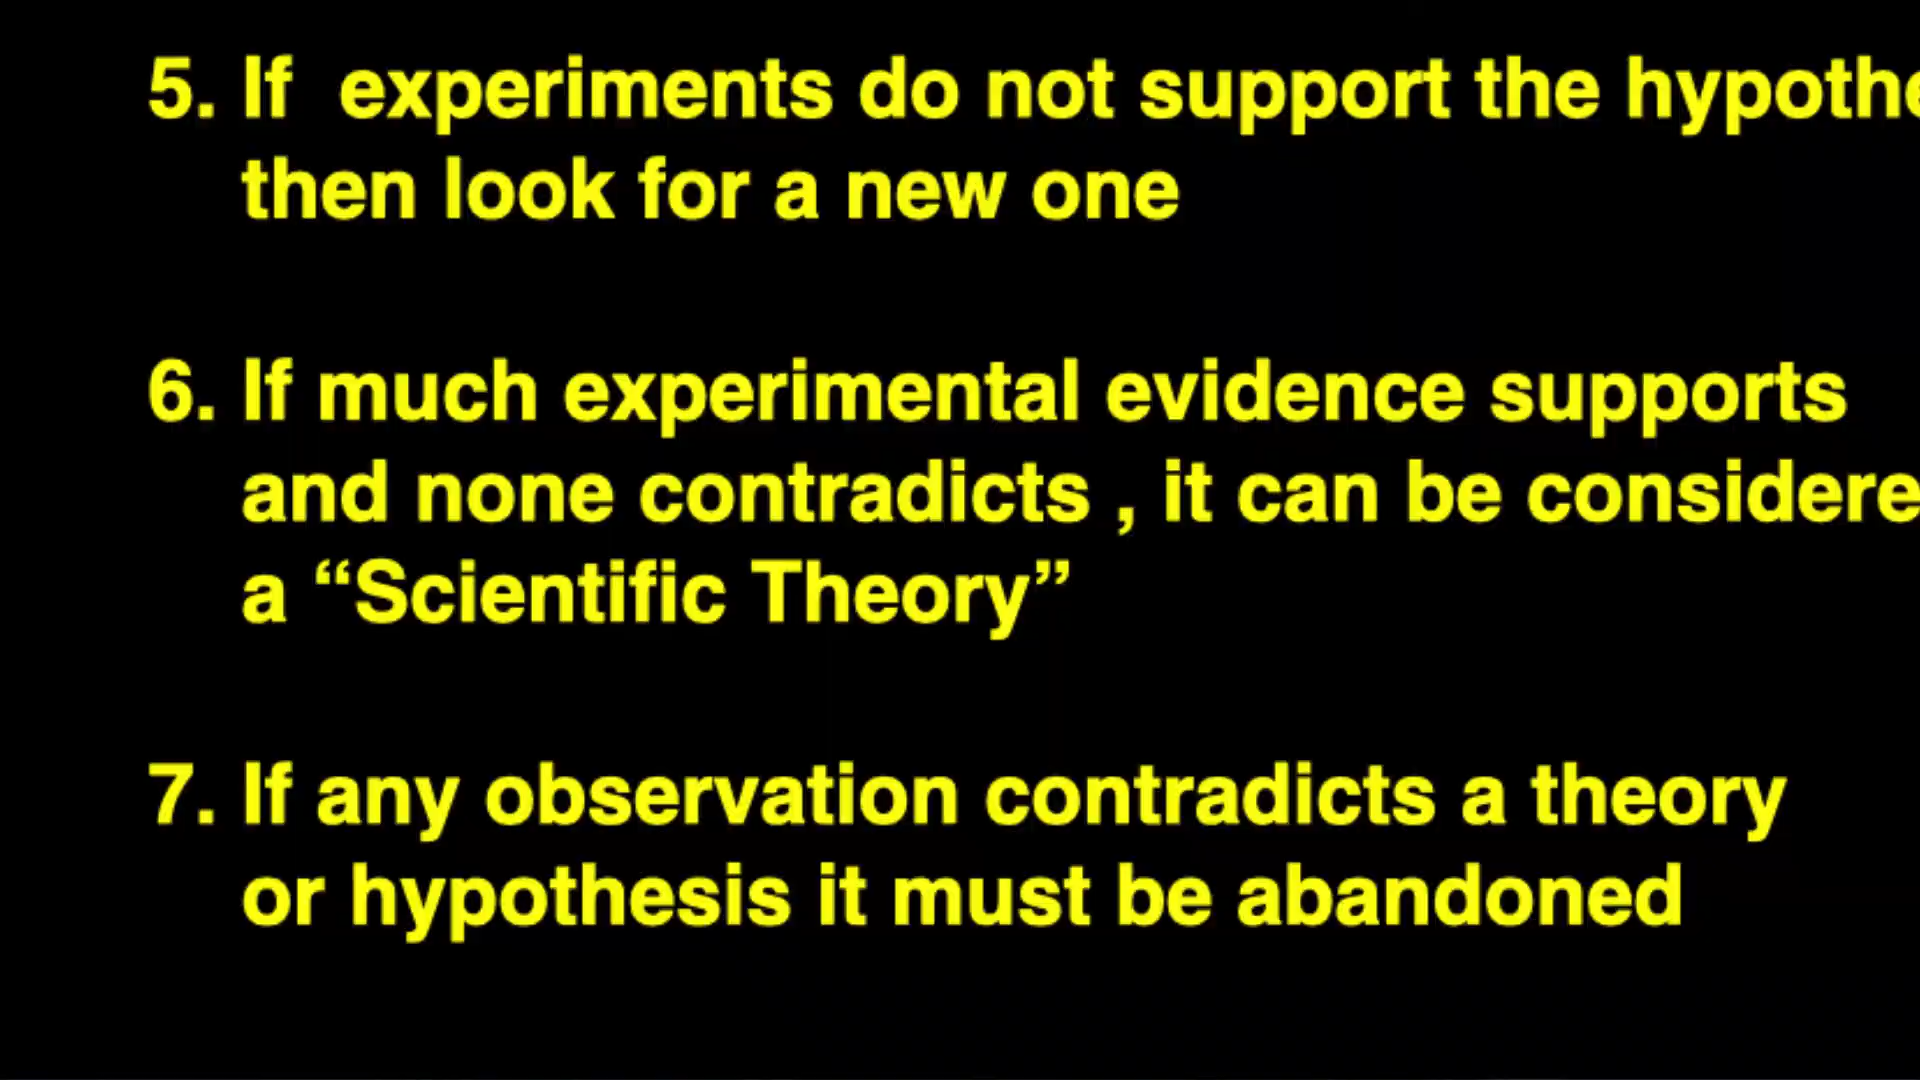 5. If experiments do not support the hypothe
then look for a new one
6. If much experimental evidence supports
and none contradicts , it can be considere
a “Scientific Theory”
7. If any observation contradicts a theory
or hypothesis it must be abandoned